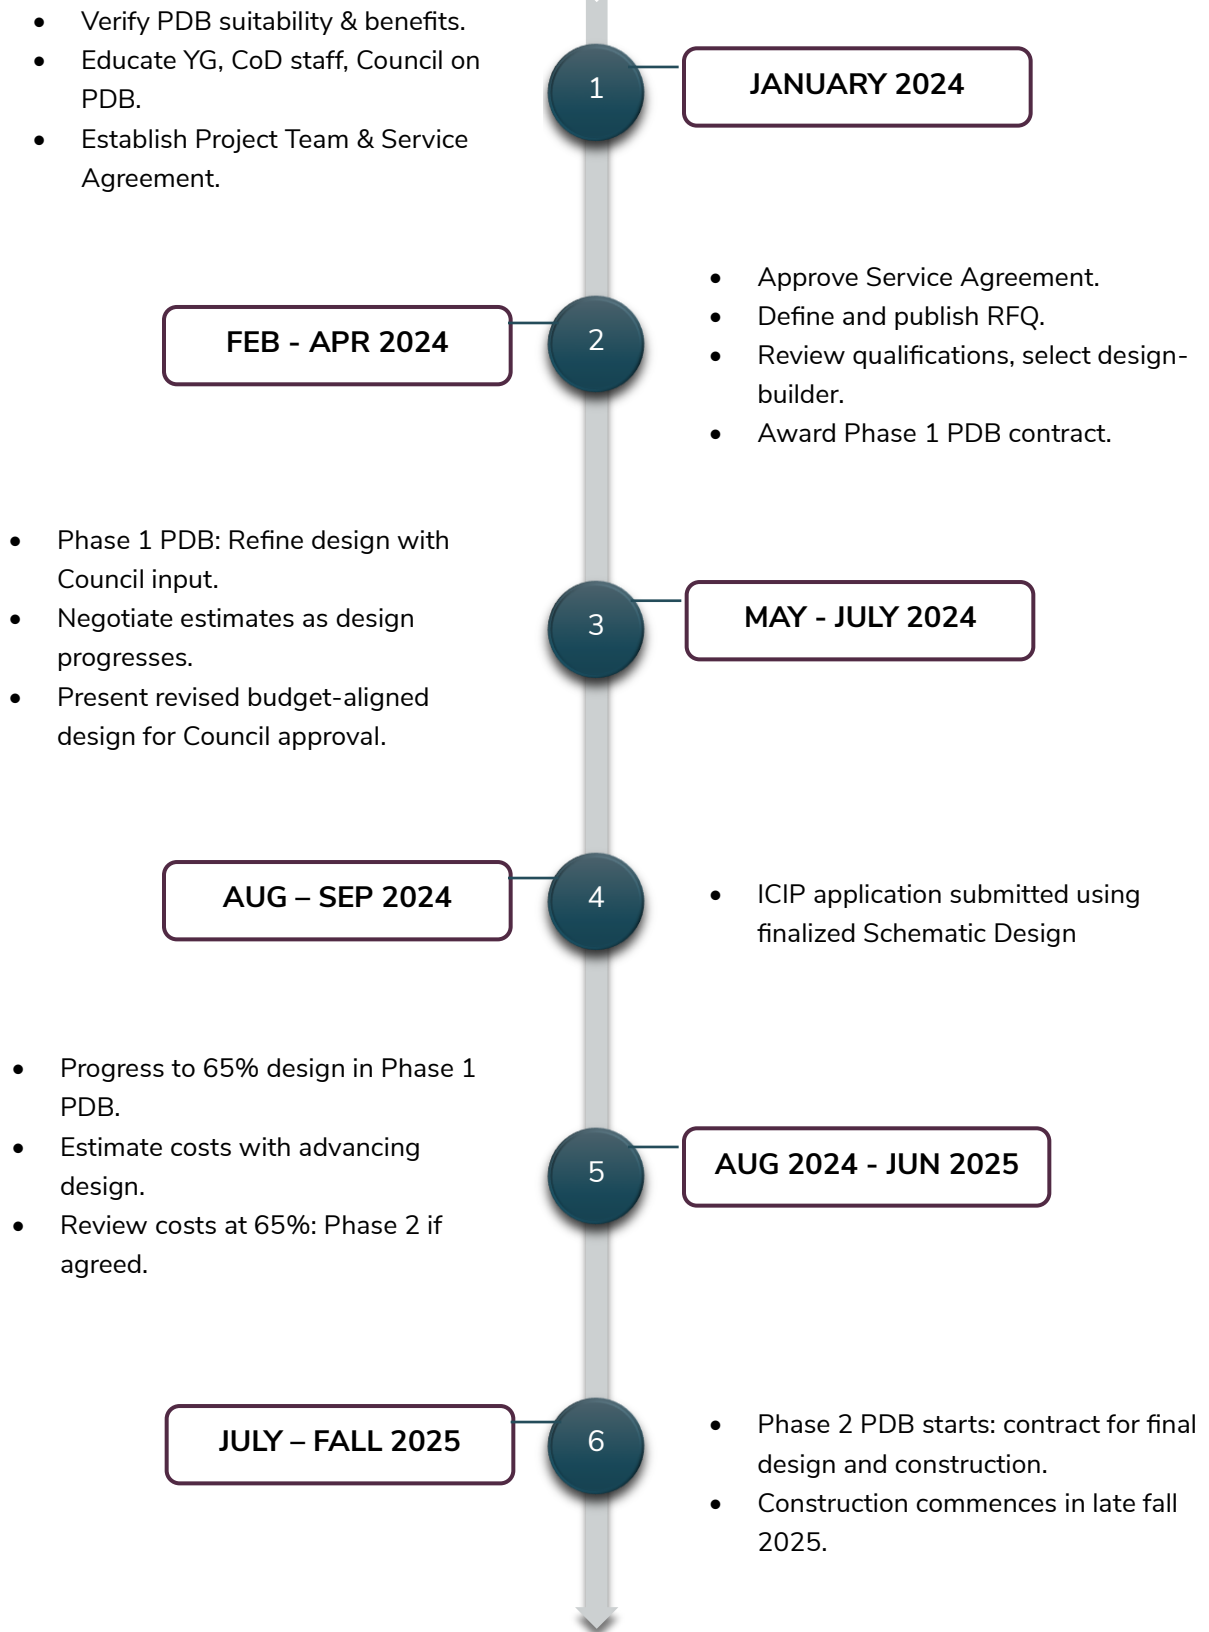 • Verify PDB suitability & benefits.
• Educate YG, CoD staff, Council on
PDB.
• Establish Project Team & Service
Agreement.
1
JANUARY 2024
FEB - APR 2024
2
• Approve Service Agreement.
• Define and publish RFQ.
• Review qualifications, select design-
builder.
• Award Phase 1 PDB contract.
• Phase 1 PDB: Refine design with
Council input.
• Negotiate estimates as design
progresses.
• Present revised budget-aligned
design for Council approval.
3
MAY - JULY 2024
AUG – SEP 2024
4
• ICIP application submitted using
finalized Schematic Design
• Progress to 65% design in Phase 1
PDB.
• Estimate costs with advancing
design.
• Review costs at 65%: Phase 2 if
agreed.
5
AUG 2024 - JUN 2025
JULY – FALL 2025
6
• Phase 2 PDB starts: contract for final
design and construction.
• Construction commences in late fall
2025.